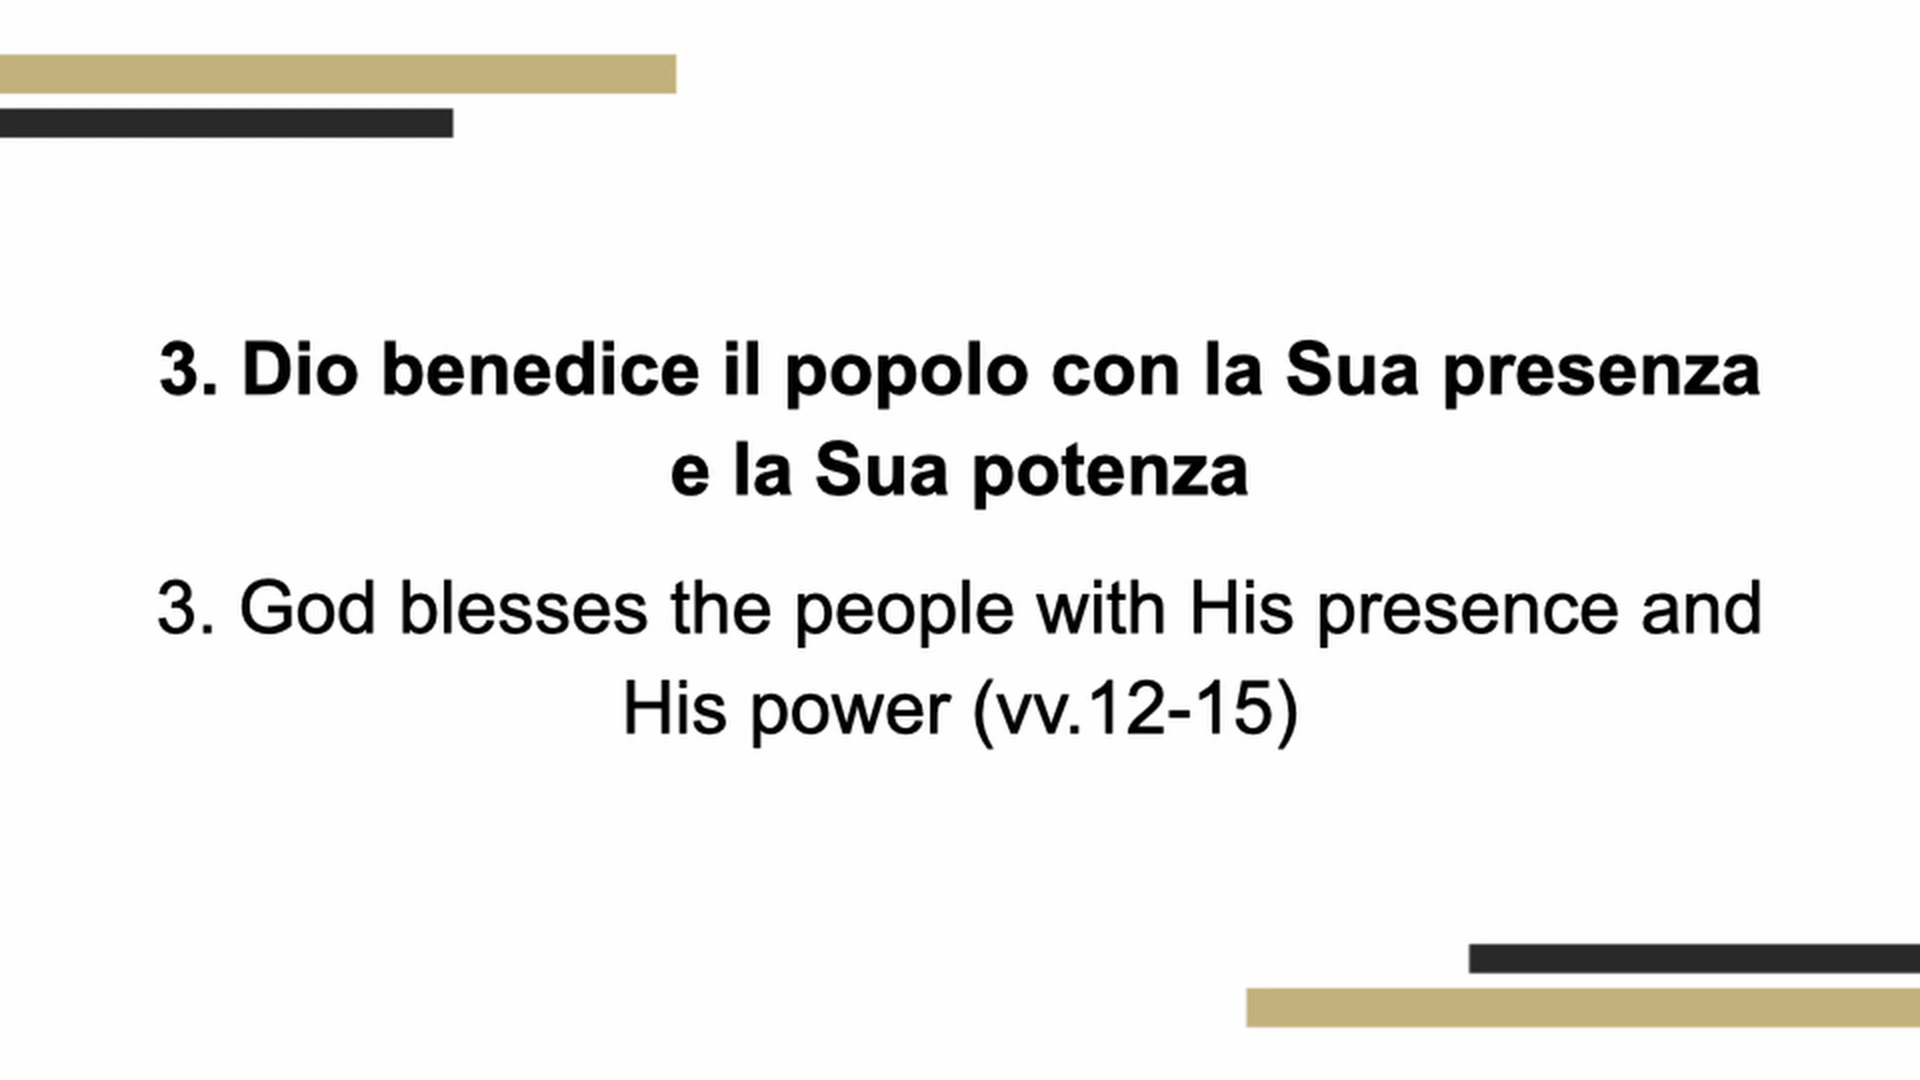 3. Dio benedice il popolo con la Sua presenza
e la Sua potenza
3. God blesses the people with His presence and
His power (vv.12-15)